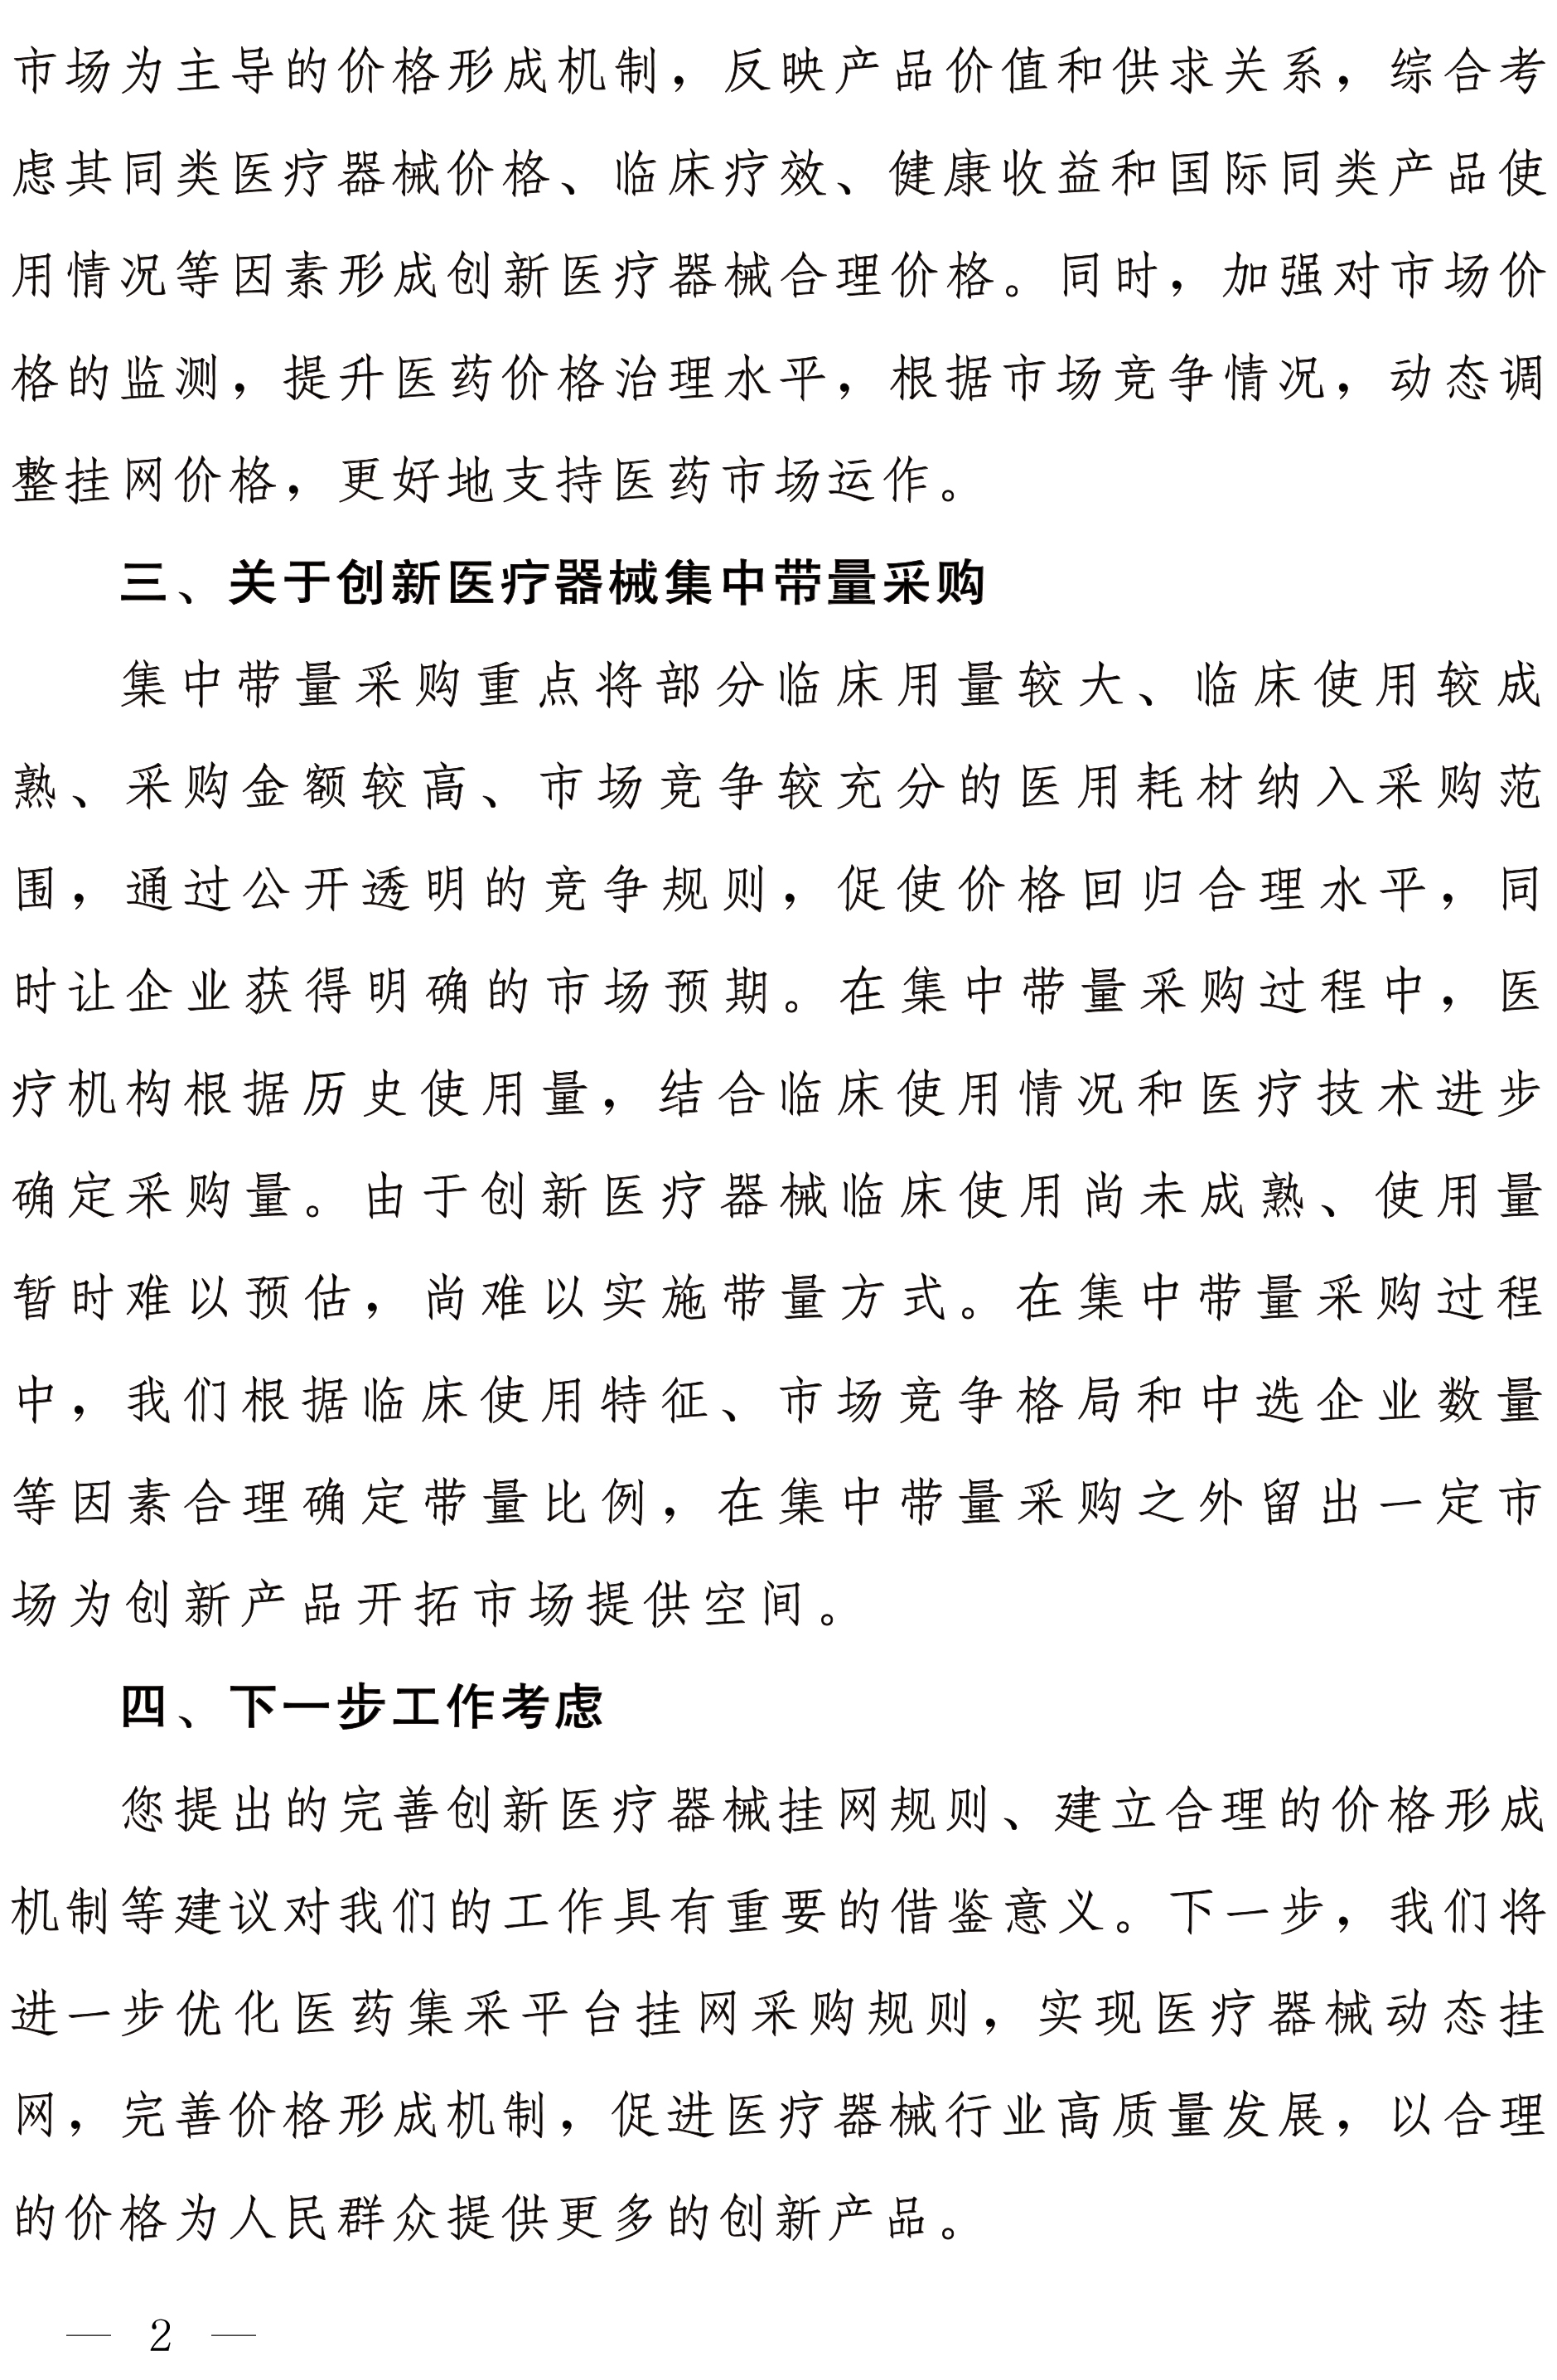 市场为主导的价格形成机制，反映产品价值和供求关系，综合考
虑其同类医疗器械价格、临床疗效、健康收益和国际同类产品使
用情况等因素形成创新医疗器械合理价格。同时，加强对市场价
格的监测，提升医药价格治理水平，根据市场竞争情况，动态调
整挂网价格，更好地支持医药市场运作。
三、关于创新医疗器械集中带量采购
集中带量采购重点将部分临床用量较大、临床使用较成
熟、采购金额较高、市场竞争较充分的医用耗材纳入采购范
围，通过公开透明的竞争规则，促使价格回归合理水平，同
时让企业获得明确的市场预期。在集中带量采购过程中，医
疗机构根据历史使用量，结合临床使用情况和医疗技术进步
确定采购量。由于创新医疗器械临床使用尚未成熟、使用量
暂时难以预估，尚难以实施带量方式。在集中带量采购过程
中，我们根据临床使用特征、市场竞争格局和中选企业数量
等因素合理确定带量比例，在集中带量采购之外留出一定市
场为创新产品开拓市场提供空间。
四、下一步工作考虑
您提出的完善创新医疗器械挂网规则、建立合理的价格形成
机制等建议对我们的工作具有重要的借鉴意义。下一步，我们将
进一步优化医药集采平台挂网采购规则，实现医疗器械动态挂
网，完善价格形成机制，促进医疗器械行业高质量发展，以合理
的价格为人民群众提供更多的创新产品。
— 2 —